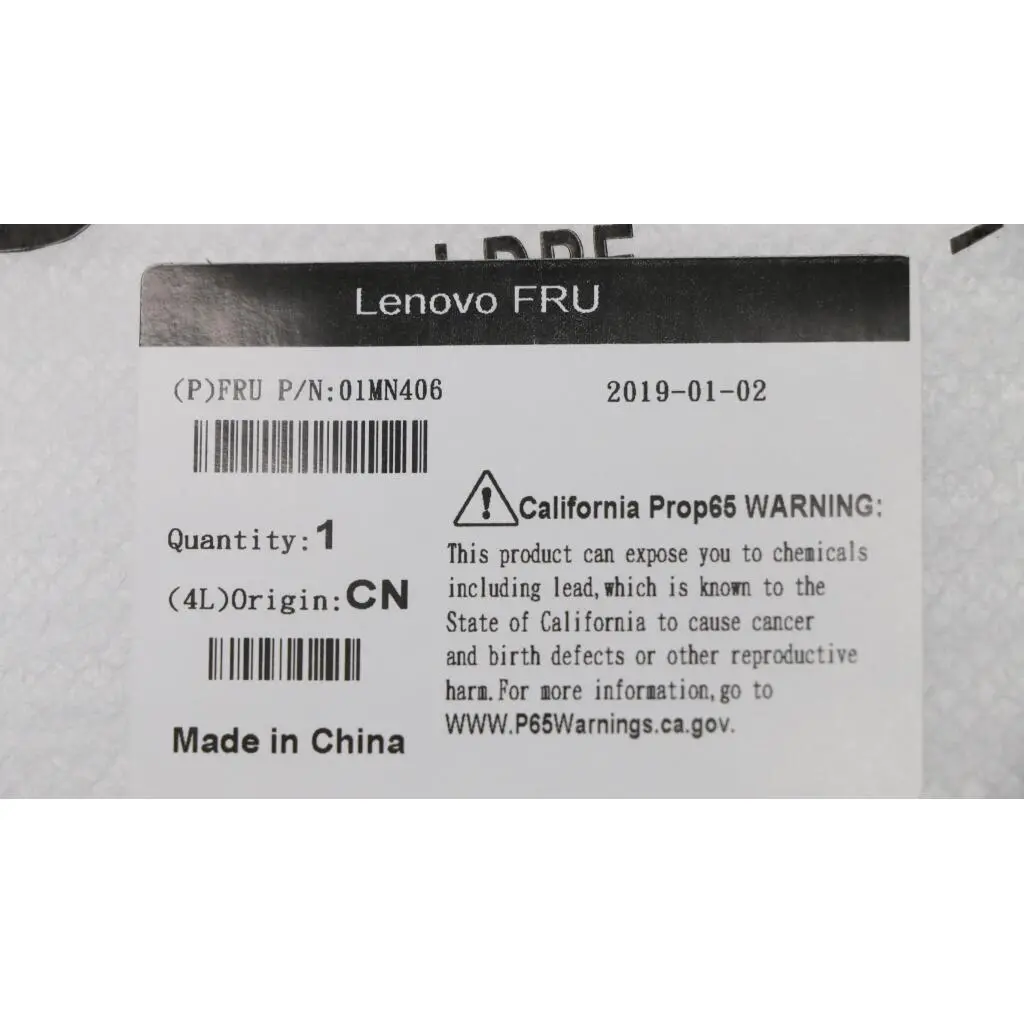 LDPE
Lenovo FRU
(P)FRU P/N:01MN406
2019-01-02
Quantity:1
(4L)Origin:CN
Made in China
California Prop65 WARNING:
This product can expose you to chemicals
including lead,which is known to the
State of California to cause cancer
and birth defects or other reproductive
harm.For more information,go to
WWW.P65Warnings.ca.gov.